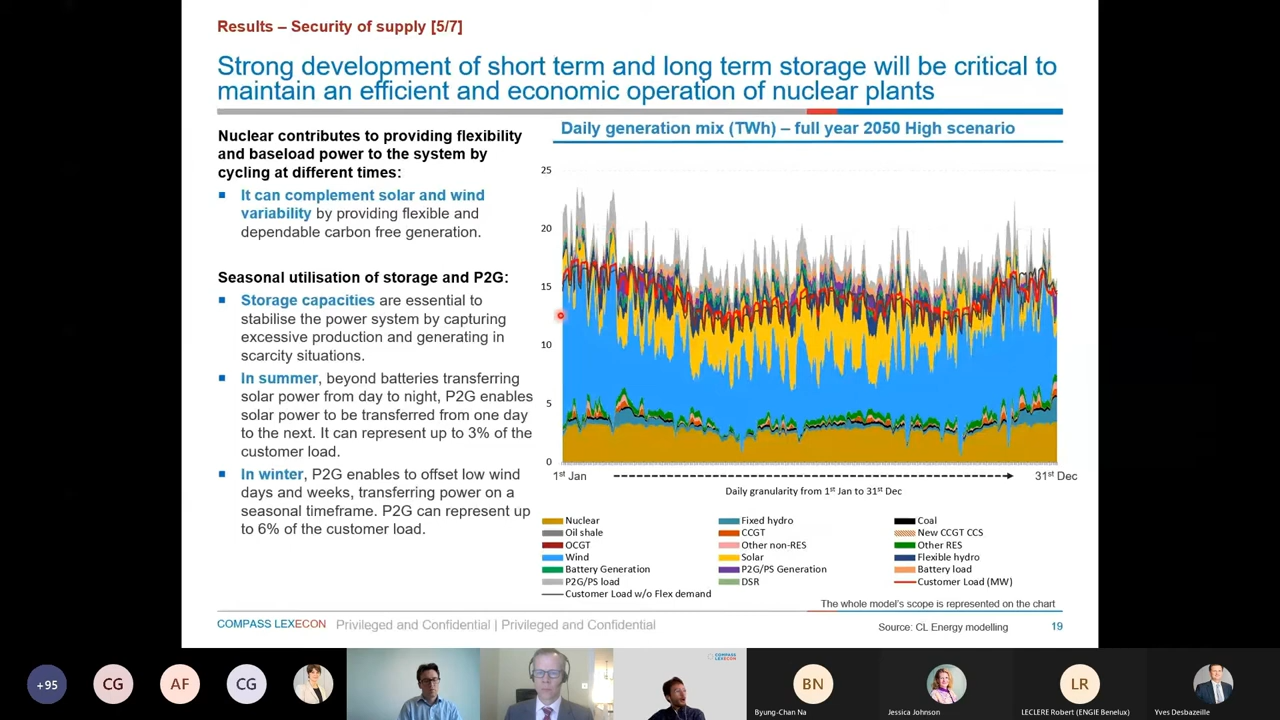 Results – Security of supply [5/7]
Strong development of short term and long term storage will be critical to
maintain an efficient and economic operation of nuclear plants
Nuclear contributes to providing flexibility
and baseload power to the system by
cycling at different times:
It can complement solar and wind
variability by providing flexible and
dependable carbon free generation.
Seasonal utilisation of storage and P2G:
Storage capacities are essential to
stabilise the power system by capturing
excessive production and generating in
scarcity situations.
In summer, beyond batteries transferring
solar power from day to night, P2G enables
solar power to be transferred from one day
to the next. It can represent up to 3% of the
customer load.
In winter, P2G enables to offset low wind
days and weeks, transferring power on a
seasonal timeframe. P2G can represent up
to 6% of the customer load.
Daily generation mix (TWh) – full year 2050 High scenario
25
20
15
10
5
0
1st Jan
31st Dec
Daily granularity from 1st Jan to 31st Dec
Nuclear
Fixed hydro
Coal
Oil shale
CCGT
New CCGT CCS
OCGT
Other non-RES
Other RES
Wind
Solar
Flexible hydro
Battery Generation
P2G/PS Generation
Battery load
P2G/PS load
DSR
Customer Load (MW)
Customer Load w/o Flex demand
The whole model's scope is represented on the chart
COMPASS LEXECON
Privileged and Confidential | Privileged and Confidential
Source: CL Energy modelling
19
+95
CG
AF
CG
COMPASS
LEXECON
BN
Byung-Chan Na
Jessica Johnson
LR
LECLERE Robert (ENGIE Benelux)
Yves Desbazeille